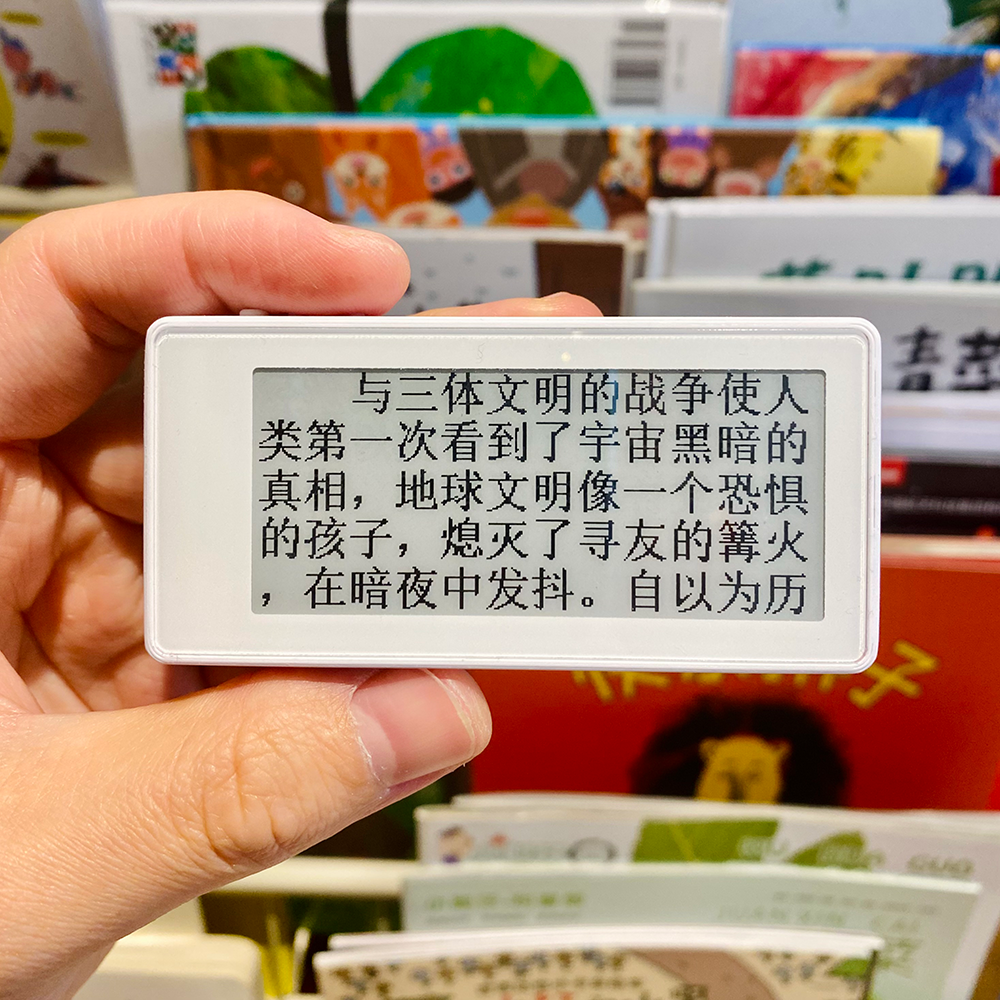 与三体文明的战争使人
类第一次看到了宇宙黑暗的
真相，地球文明像一个恐惧
的孩子，熄灭了寻友的篝火
，在暗夜中发抖。自以为历
子
GUO